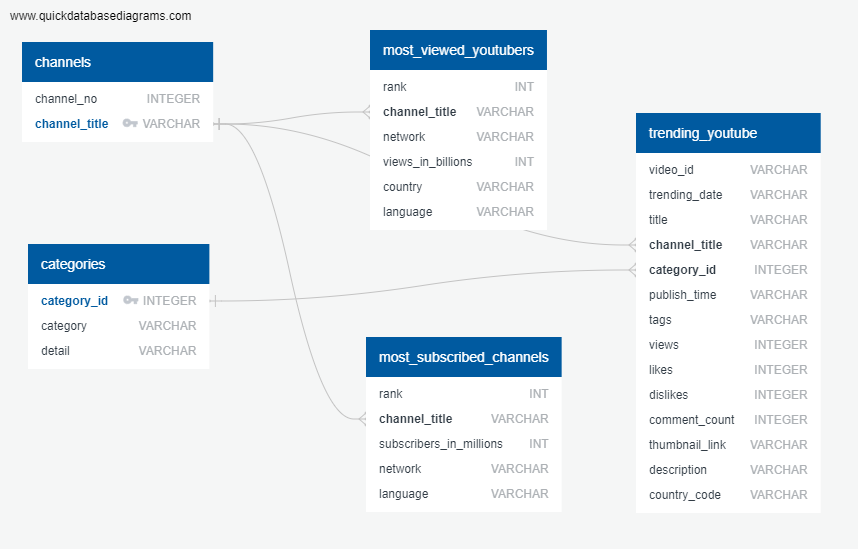 www.quickdatabasediagrams.com
channels
channel_no INTEGER
channel_title VARCHAR
categories
category_id INTEGER
category VARCHAR
detail VARCHAR
most_viewed_youtubers
rank INT
channel_title VARCHAR
network VARCHAR
views_in_billions INT
country VARCHAR
language VARCHAR
most_subscribed_channels
rank INT
channel_title VARCHAR
subscribers_in_millions INT
network VARCHAR
language VARCHAR
trending_youtube
video_id VARCHAR
trending_date VARCHAR
title VARCHAR
channel_title VARCHAR
category_id INTEGER
publish_time VARCHAR
tags VARCHAR
views INTEGER
likes INTEGER
dislikes INTEGER
comment_count INTEGER
thumbnail_link VARCHAR
description VARCHAR
country_code VARCHAR